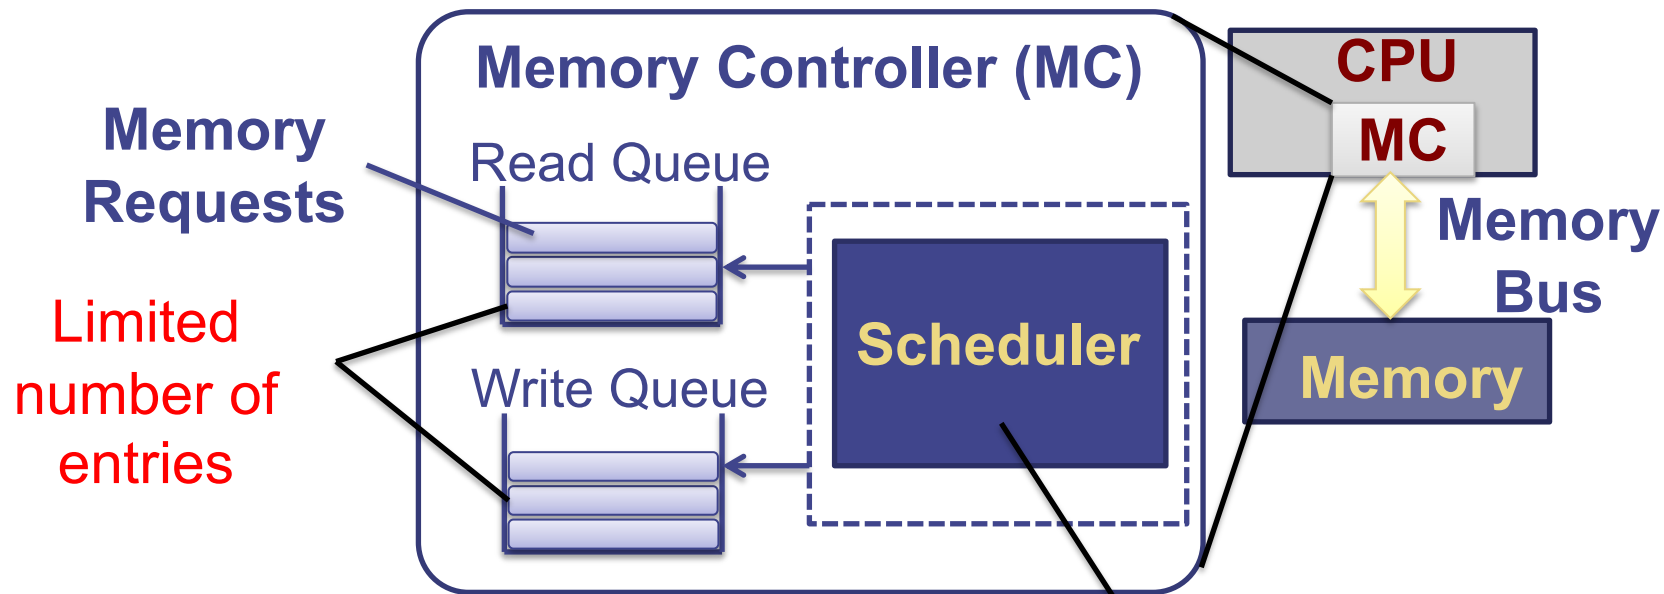 Memory Controller (MC)
Memory
Requests
Read Queue
Limited
number of
entries
Write Queue
Scheduler
CPU
MC
Memory
Bus
Memory